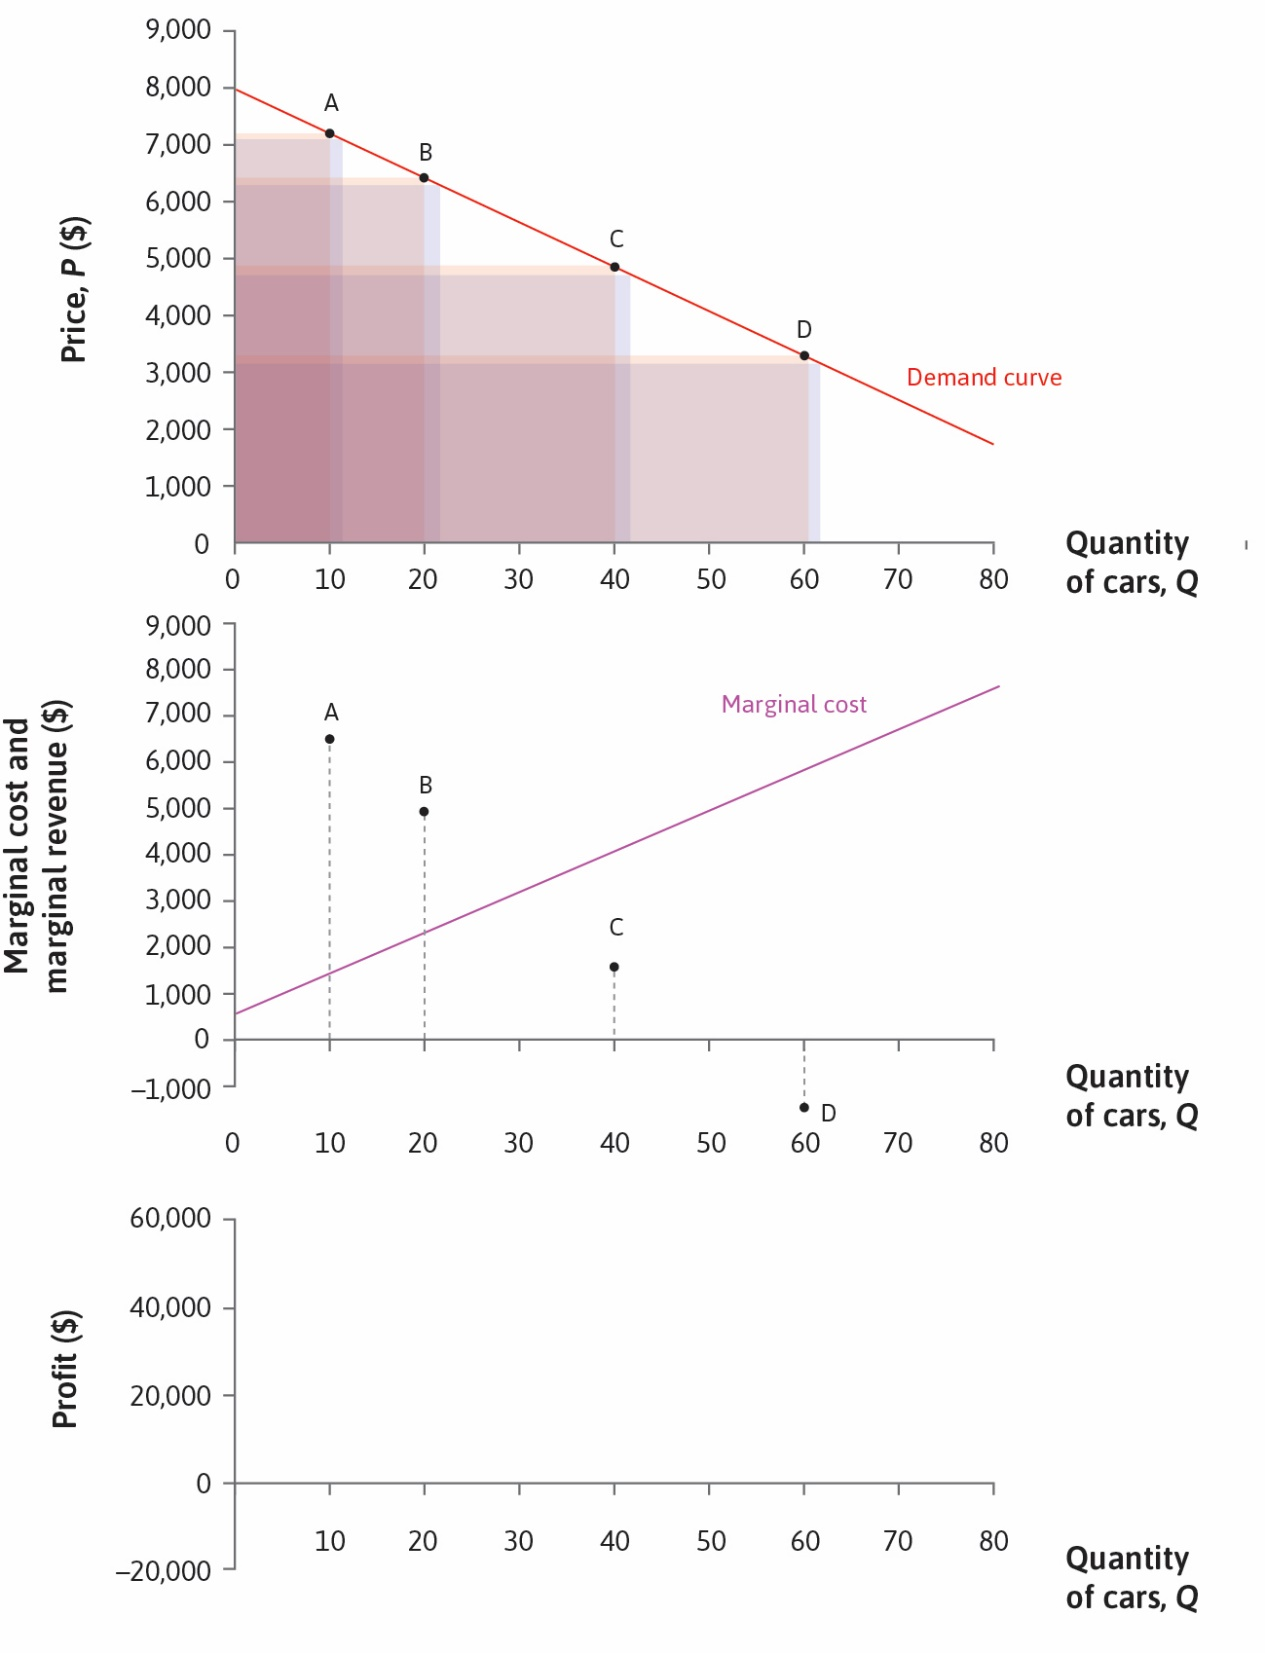 9,000
8,000
7,000
6,000
5,000
4,000
3,000
2,000
1,000
0
Price, P ($)
A
B
C
D
Demand curve
0 10 20 30 40 50 60 70 80
Quantity
of cars, Q
9,000
8,000
7,000
6,000
5,000
4,000
3,000
2,000
1,000
0
–1,000
Marginal cost and
marginal revenue ($)
Marginal cost
A
B
C
D
0 10 20 30 40 50 60 70 80
Quantity
of cars, Q
60,000
40,000
20,000
0
–20,000
Profit ($)
10 20 30 40 50 60 70 80
Quantity
of cars, Q